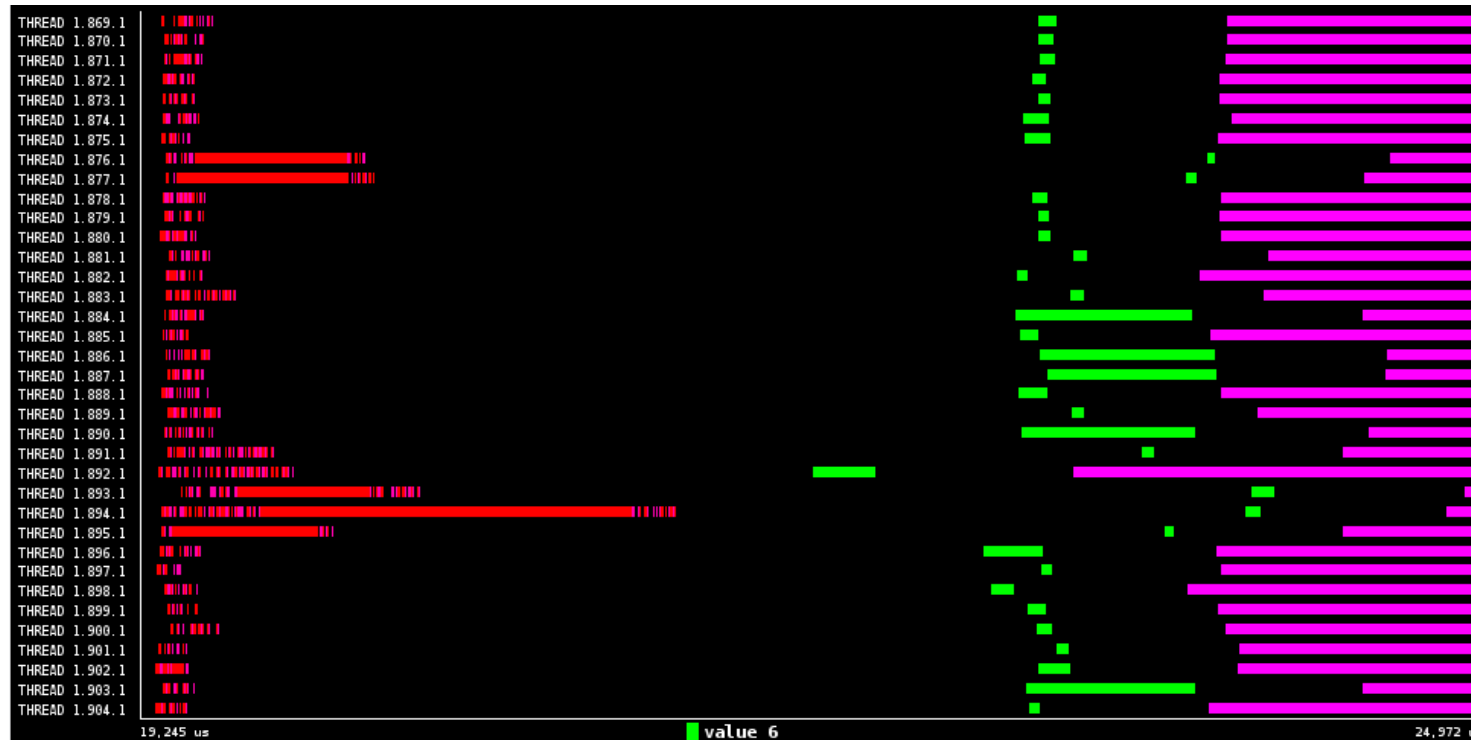 THREAD 1.869.1
THREAD 1.870.1
THREAD 1.871.1
THREAD 1.872.1
THREAD 1.873.1
THREAD 1.874.1
THREAD 1.875.1
THREAD 1.876.1
THREAD 1.877.1
THREAD 1.878.1
THREAD 1.879.1
THREAD 1.880.1
THREAD 1.881.1
THREAD 1.882.1
THREAD 1.883.1
THREAD 1.884.1
THREAD 1.885.1
THREAD 1.886.1
THREAD 1.887.1
THREAD 1.888.1
THREAD 1.889.1
THREAD 1.890.1
THREAD 1.891.1
THREAD 1.892.1
THREAD 1.893.1
THREAD 1.894.1
THREAD 1.895.1
THREAD 1.896.1
THREAD 1.897.1
THREAD 1.898.1
THREAD 1.899.1
THREAD 1.900.1
THREAD 1.901.1
THREAD 1.902.1
THREAD 1.903.1
THREAD 1.904.1
19,245 us value 6 24,972